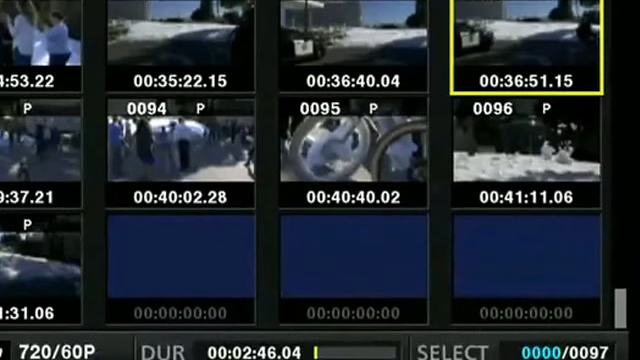 4:53.22 00:35:22.15 00:36:40.04 00:36:51.15
P 0094 P 0095 P 0096 P
9:37.21 00:40:02.28 00:40:40.02 00:41:11.06
P
1:31.06 00:00:00:00 00:00:00:00 00:00:00:00
720/60P DUR 00:02:46.04 SELECT 0000/0097